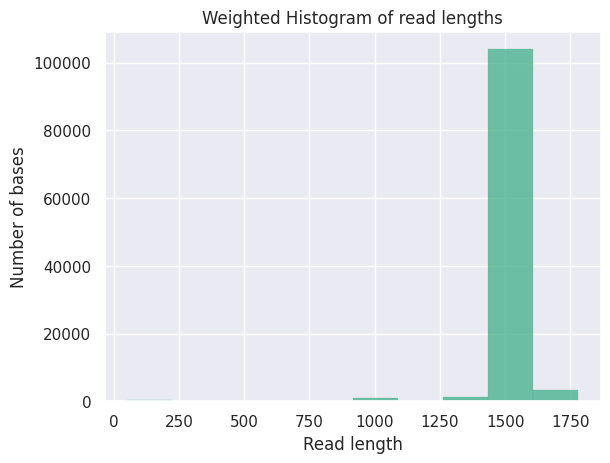 Weighted Histogram of read lengths
Number of bases
100000
80000
60000
40000
20000
0
0 250 500 750 1000 1250 1500 1750
Read length